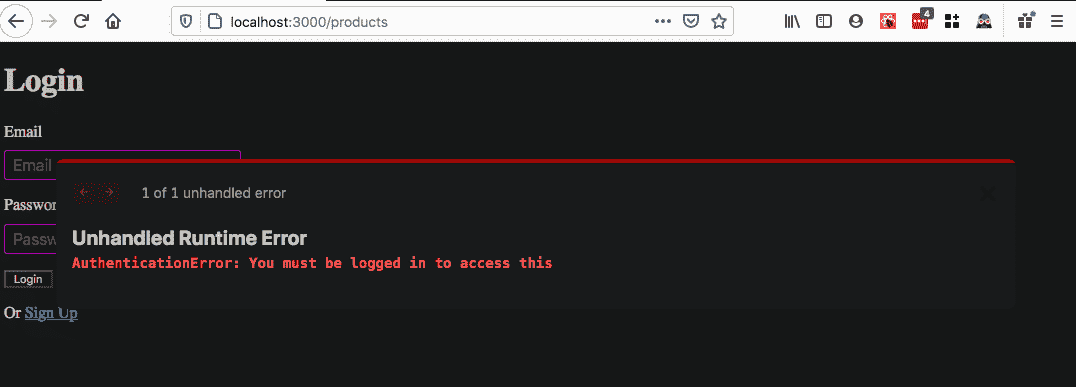 localhost:3000/products
4
Login
Email
Email
1 of 1 unhandled error
Passwor
Unhandled Runtime Error
Passw
AuthenticationError: You must be logged in to access this
Login
Or Sign Up